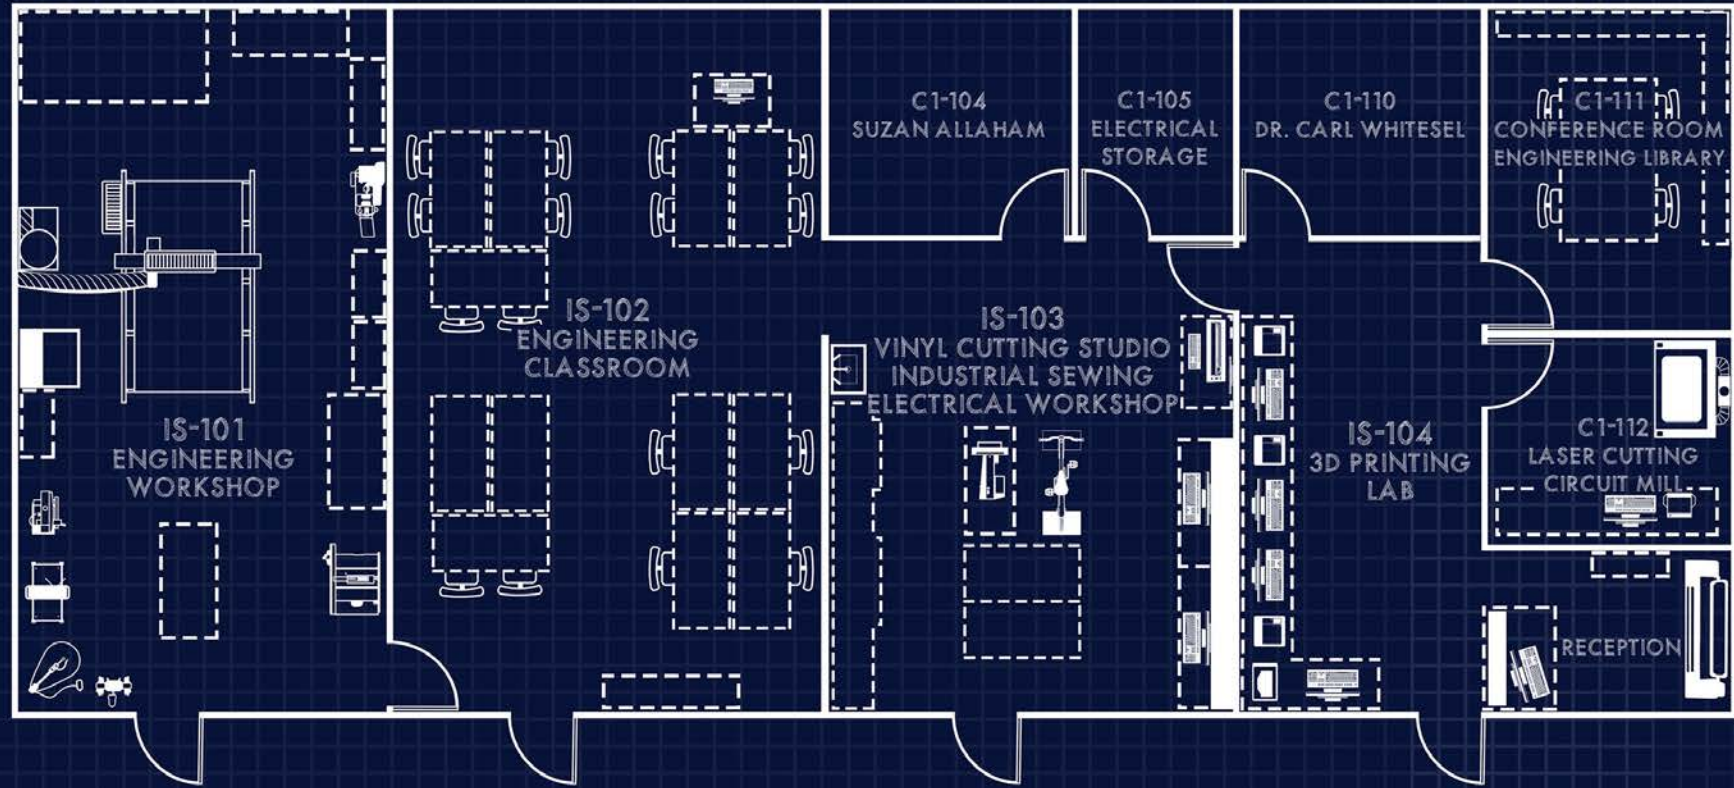 C1-104
SUZAN ALLAHAM
C1-105
ELECTRICAL
STORAGE
C1-110
DR. CARL WHITESEL
C1-111
CONFERENCE ROOM
ENGINEERING LIBRARY
IS-101
ENGINEERING
WORKSHOP
IS-102
ENGINEERING
CLASSROOM
IS-103
VINYL CUTTING STUDIO
INDUSTRIAL SEWING
ELECTRICAL WORKSHOP
IS-104
3D PRINTING
LAB
C1-112
LASER CUTTING
CIRCUIT MILL
RECEPTION